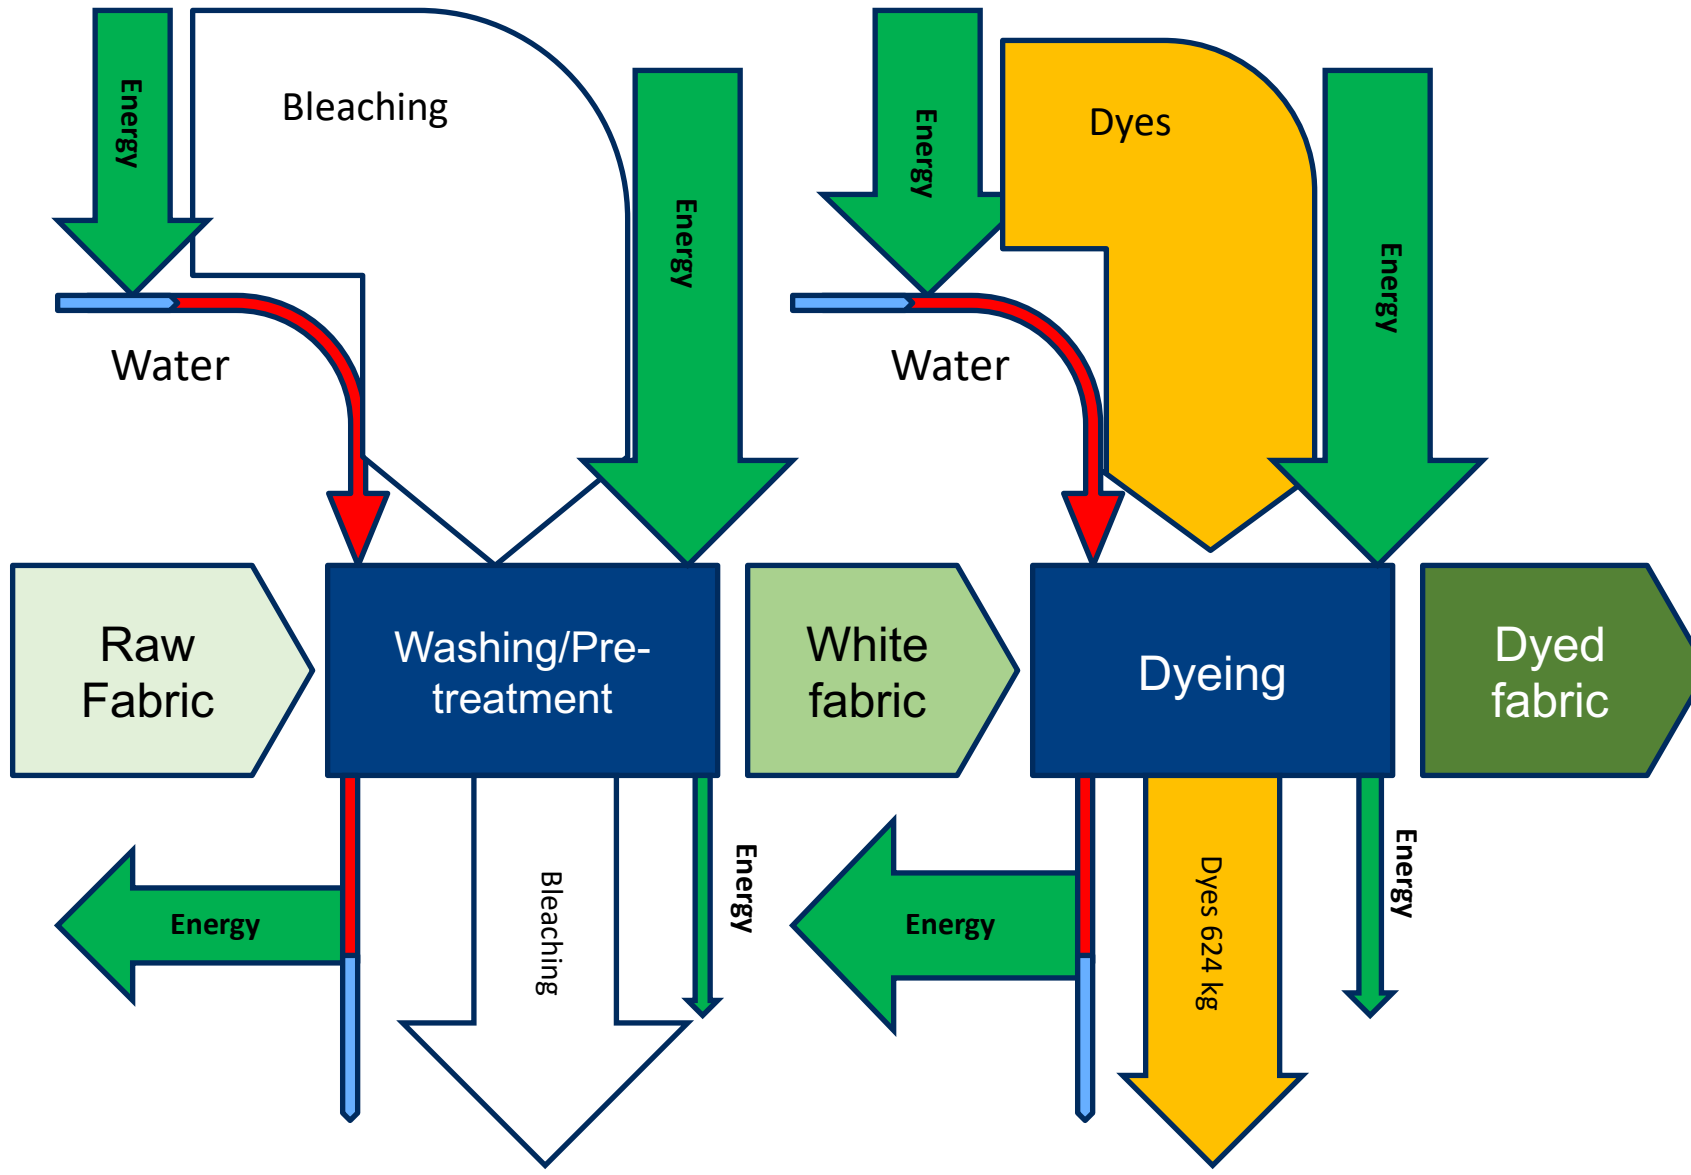 Energy
Bleaching
Energy
Energy
Dyes
Energy
Water
Water
Raw
Fabric
Washing/Pre-
treatment
White
fabric
Dyeing
Dyed
fabric
Energy
Bleaching
Energy
Energy
Dyes 624 kg
Energy